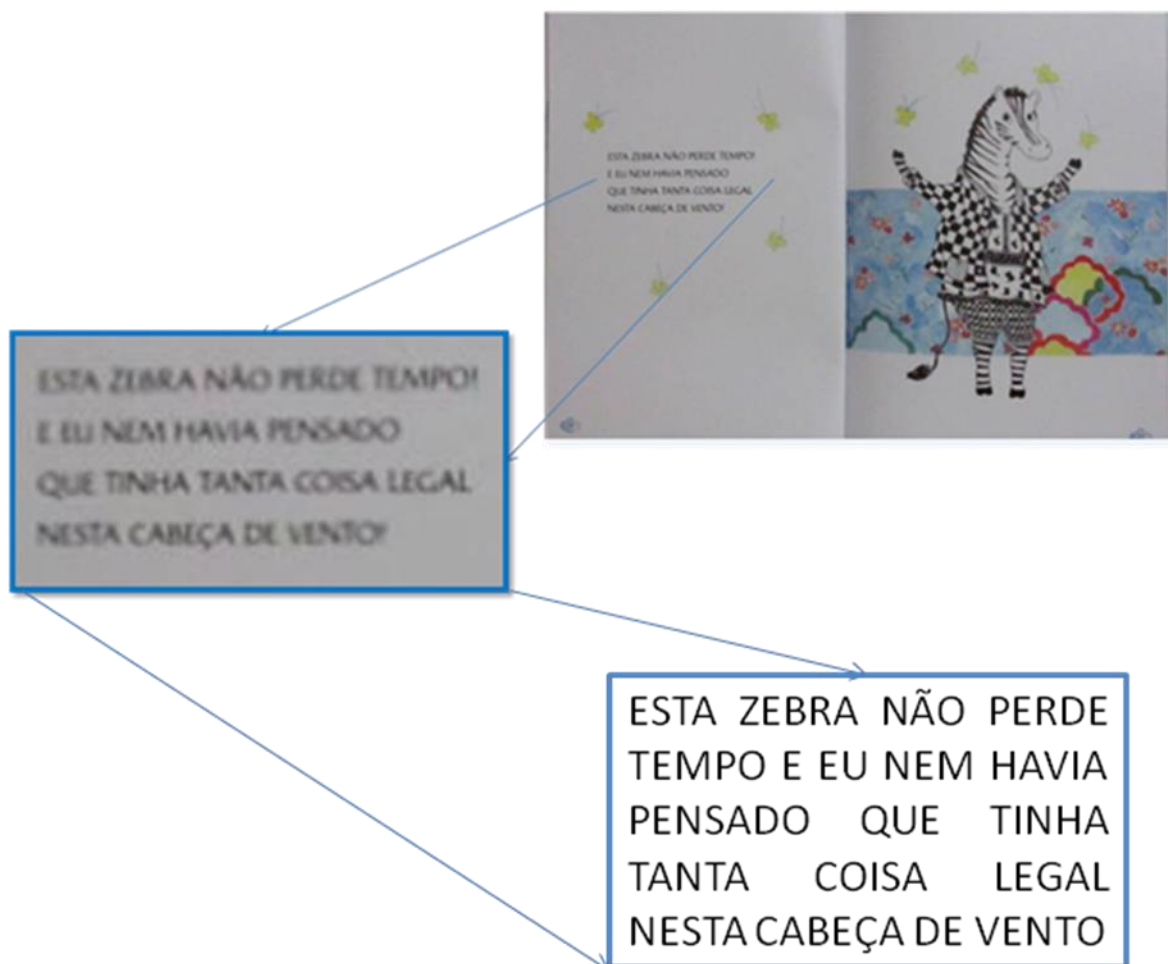 ESTA ZEBRA NÃO PERDE TEMPO!
E EU NEM HAVIA PENSADO
QUE TINHA TANTA COISA LEGAL
NESTA CABEÇA DE VENTO!
ESTA ZEBRA NÃO PERDE TEMPO!
E EU NEM HAVIA PENSADO
QUE TINHA TANTA COISA LEGAL
NESTA CABEÇA DE VENTO!
ESTA ZEBRA NÃO PERDE
TEMPO E EU NEM HAVIA
PENSADO QUE TINHA
TANTA COISA LEGAL
NESTA CABEÇA DE VENTO